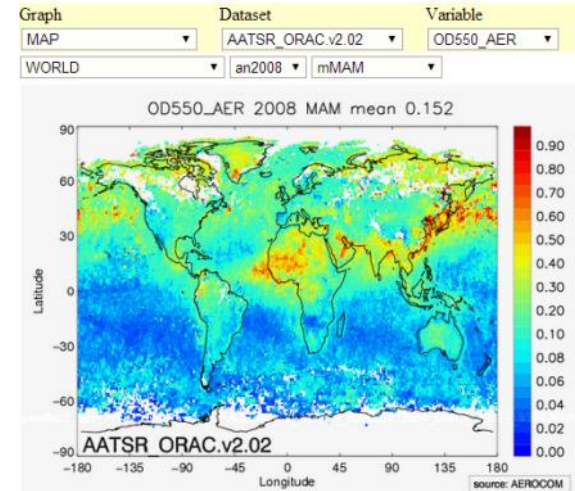 Graph Dataset Variable
MAP AATSR_ORAC.v2.02 OD550_AER
WORLD an2008 mMAM
OD550_AER 2008 MAM mean 0.152
90
60
30
0
-30
-60
-90
Latitude
AATSR_ORAC.v2.02
-180 -135 -90 -45 0 45 90 135 180
Longitude
0.90
0.80
0.70
0.60
0.50
0.40
0.30
0.20
0.10
0.08
0.06
0.04
0.02
0.00
source: AEROCOM